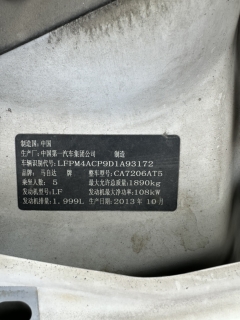 制造国：中国
生产厂：中国第一汽车集团公司 制造
车辆识别代号：LFPM4ACP9D1A93172
品牌：马自达牌 整车型号：CA7206AT5
乘坐人数：5 最大允许总质量：1890kg
发动机型号：LF 发动机最大净功率：108kW
发动机排量：1.999L 2013年10月